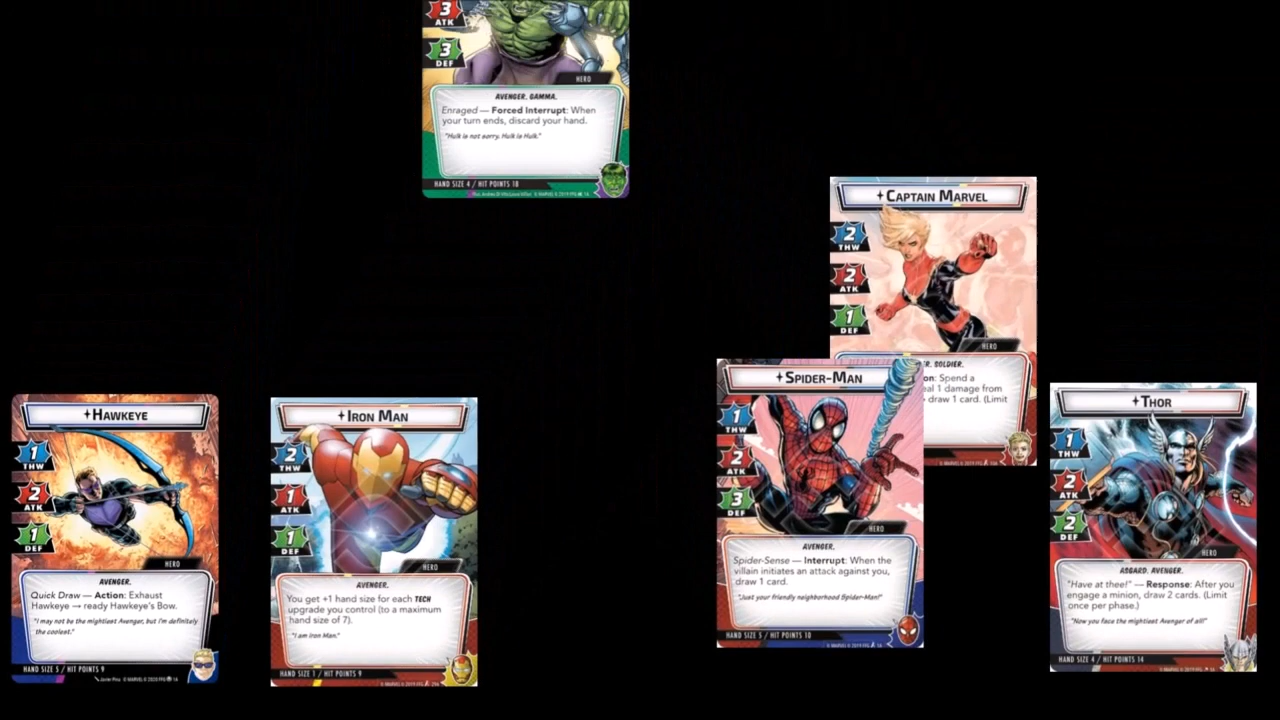 3
ATK
3
DEF
HERO
AVENGER. GAMMA.
Enraged — Forced Interrupt: When
your turn ends, discard your hand.
"Hulk is not sorry. Hulk is Hulk."
HAND SIZE 4 / HIT POINTS 18
CAPTAIN MARVEL
2
THW
2
ATK
1
DEF
HERO
SOLDIER.
Spend a
1 damage from
draw 1 card. (Limit
SPIDER-MAN
1
THW
2
ATK
3
DEF
HERO
AVENGER.
Spider-Sense — Interrupt: When the
villain initiates an attack against you,
draw 1 card.
"Just your friendly neighborhood Spider-Man!"
HAND SIZE 5 / HIT POINTS 10
THOR
1
THW
2
ATK
2
DEF
HERO
ASGARD. AVENGER.
"Have at thee!" — Response: After you
engage a minion, draw 2 cards. (Limit
once per phase.)
"Now you face the mightiest Avenger of all!"
HAND SIZE 4 / HIT POINTS 14
HAWKEYE
1
THW
2
ATK
1
DEF
HERO
AVENGER.
Quick Draw — Action: Exhaust
Hawkeye → ready Hawkeye's Bow.
"I may not be the mightiest Avenger, but I'm definitely
the coolest."
HAND SIZE 5 / HIT POINTS 9
IRON MAN
2
THW
1
ATK
1
DEF
HERO
AVENGER.
You get +1 hand size for each TECH
upgrade you control (to a maximum
hand size of 7).
"I am Iron Man."
HAND SIZE 1 / HIT POINTS 9